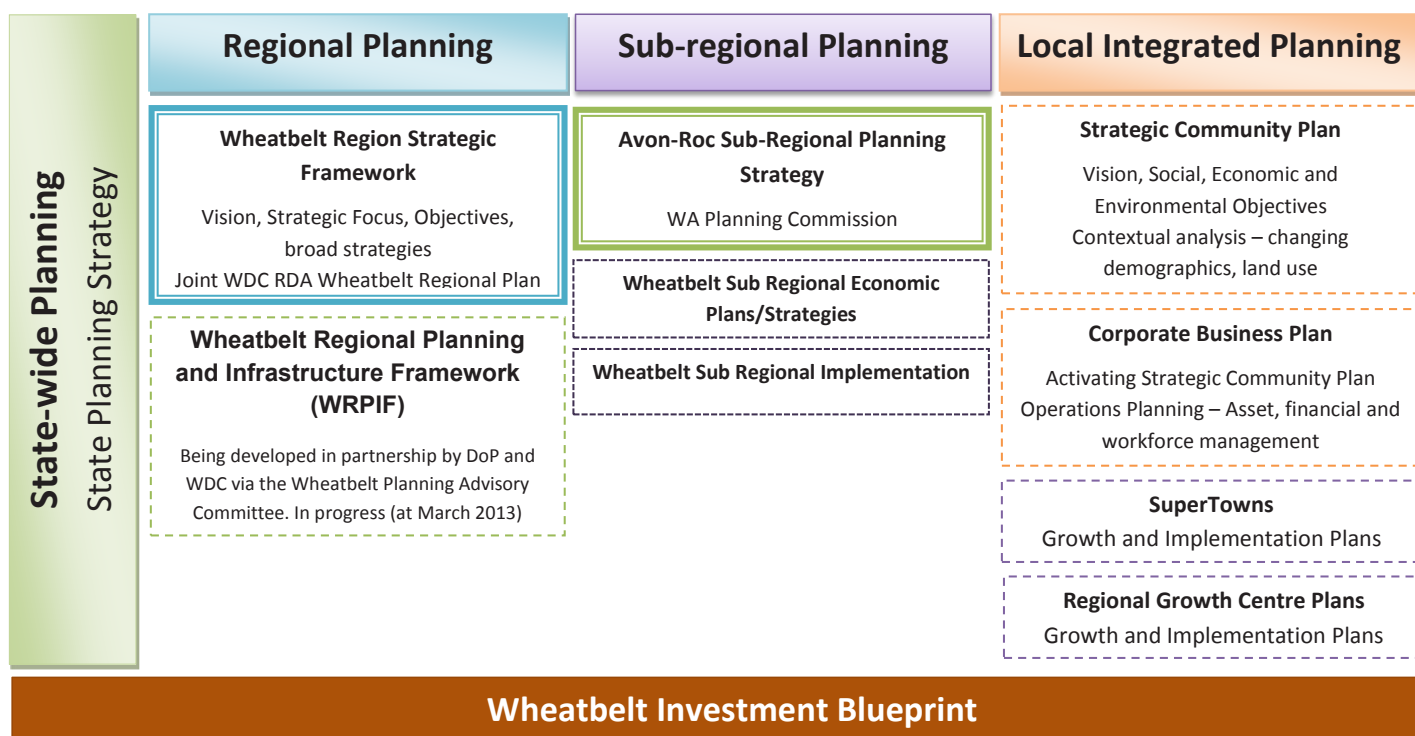 State-wide Planning
State Planning Strategy
Regional Planning
Wheatbelt Region Strategic
Framework
Vision, Strategic Focus, Objectives,
broad strategies
Joint WDC RDA Wheatbelt Regional Plan
Wheatbelt Regional Planning
and Infrastructure Framework
(WRPIF)
Being developed in partnership by DoP and
WDC via the Wheatbelt Planning Advisory
Committee. In progress (at March 2013)
Sub-regional Planning
Avon-Roc Sub-Regional Planning
Strategy
WA Planning Commission
Wheatbelt Sub Regional Economic
Plans/Strategies
Wheatbelt Sub Regional Implementation
Local Integrated Planning
Strategic Community Plan
Vision, Social, Economic and
Environmental Objectives
Contextual analysis – changing
demographics, land use
Corporate Business Plan
Activating Strategic Community Plan
Operations Planning – Asset, financial and
workforce management
SuperTowns
Growth and Implementation Plans
Regional Growth Centre Plans
Growth and Implementation Plans
Wheatbelt Investment Blueprint